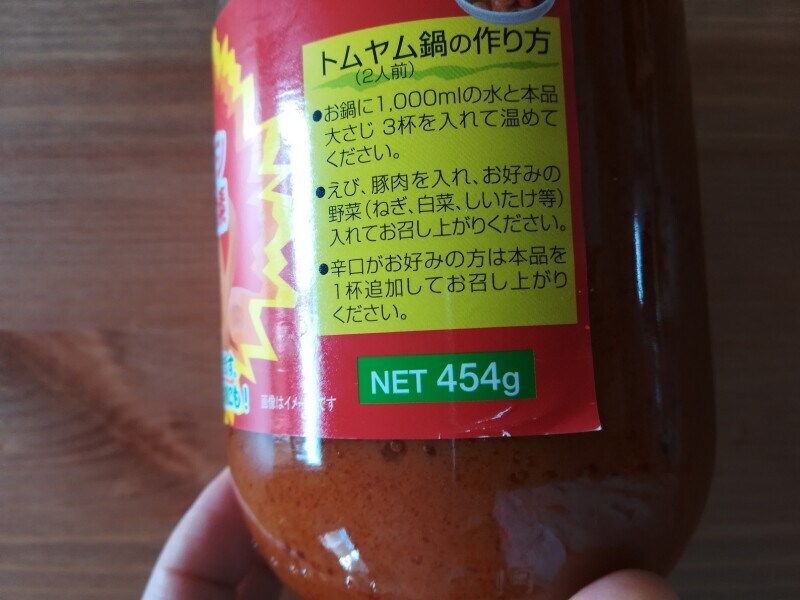 トムヤム鍋の作り方
(2人前)
●お鍋に1,000mlの水と本品
大さじ 3杯を入れて温めて
ください。
●えび、豚肉を入れ、お好みの
野菜(ねぎ、白菜、しいたけ等)
入れてお召し上がりください。
●辛口がお好みの方は本品を
1杯追加してお召し上がり
ください。
NET 454g
にも!
画像はイメージです